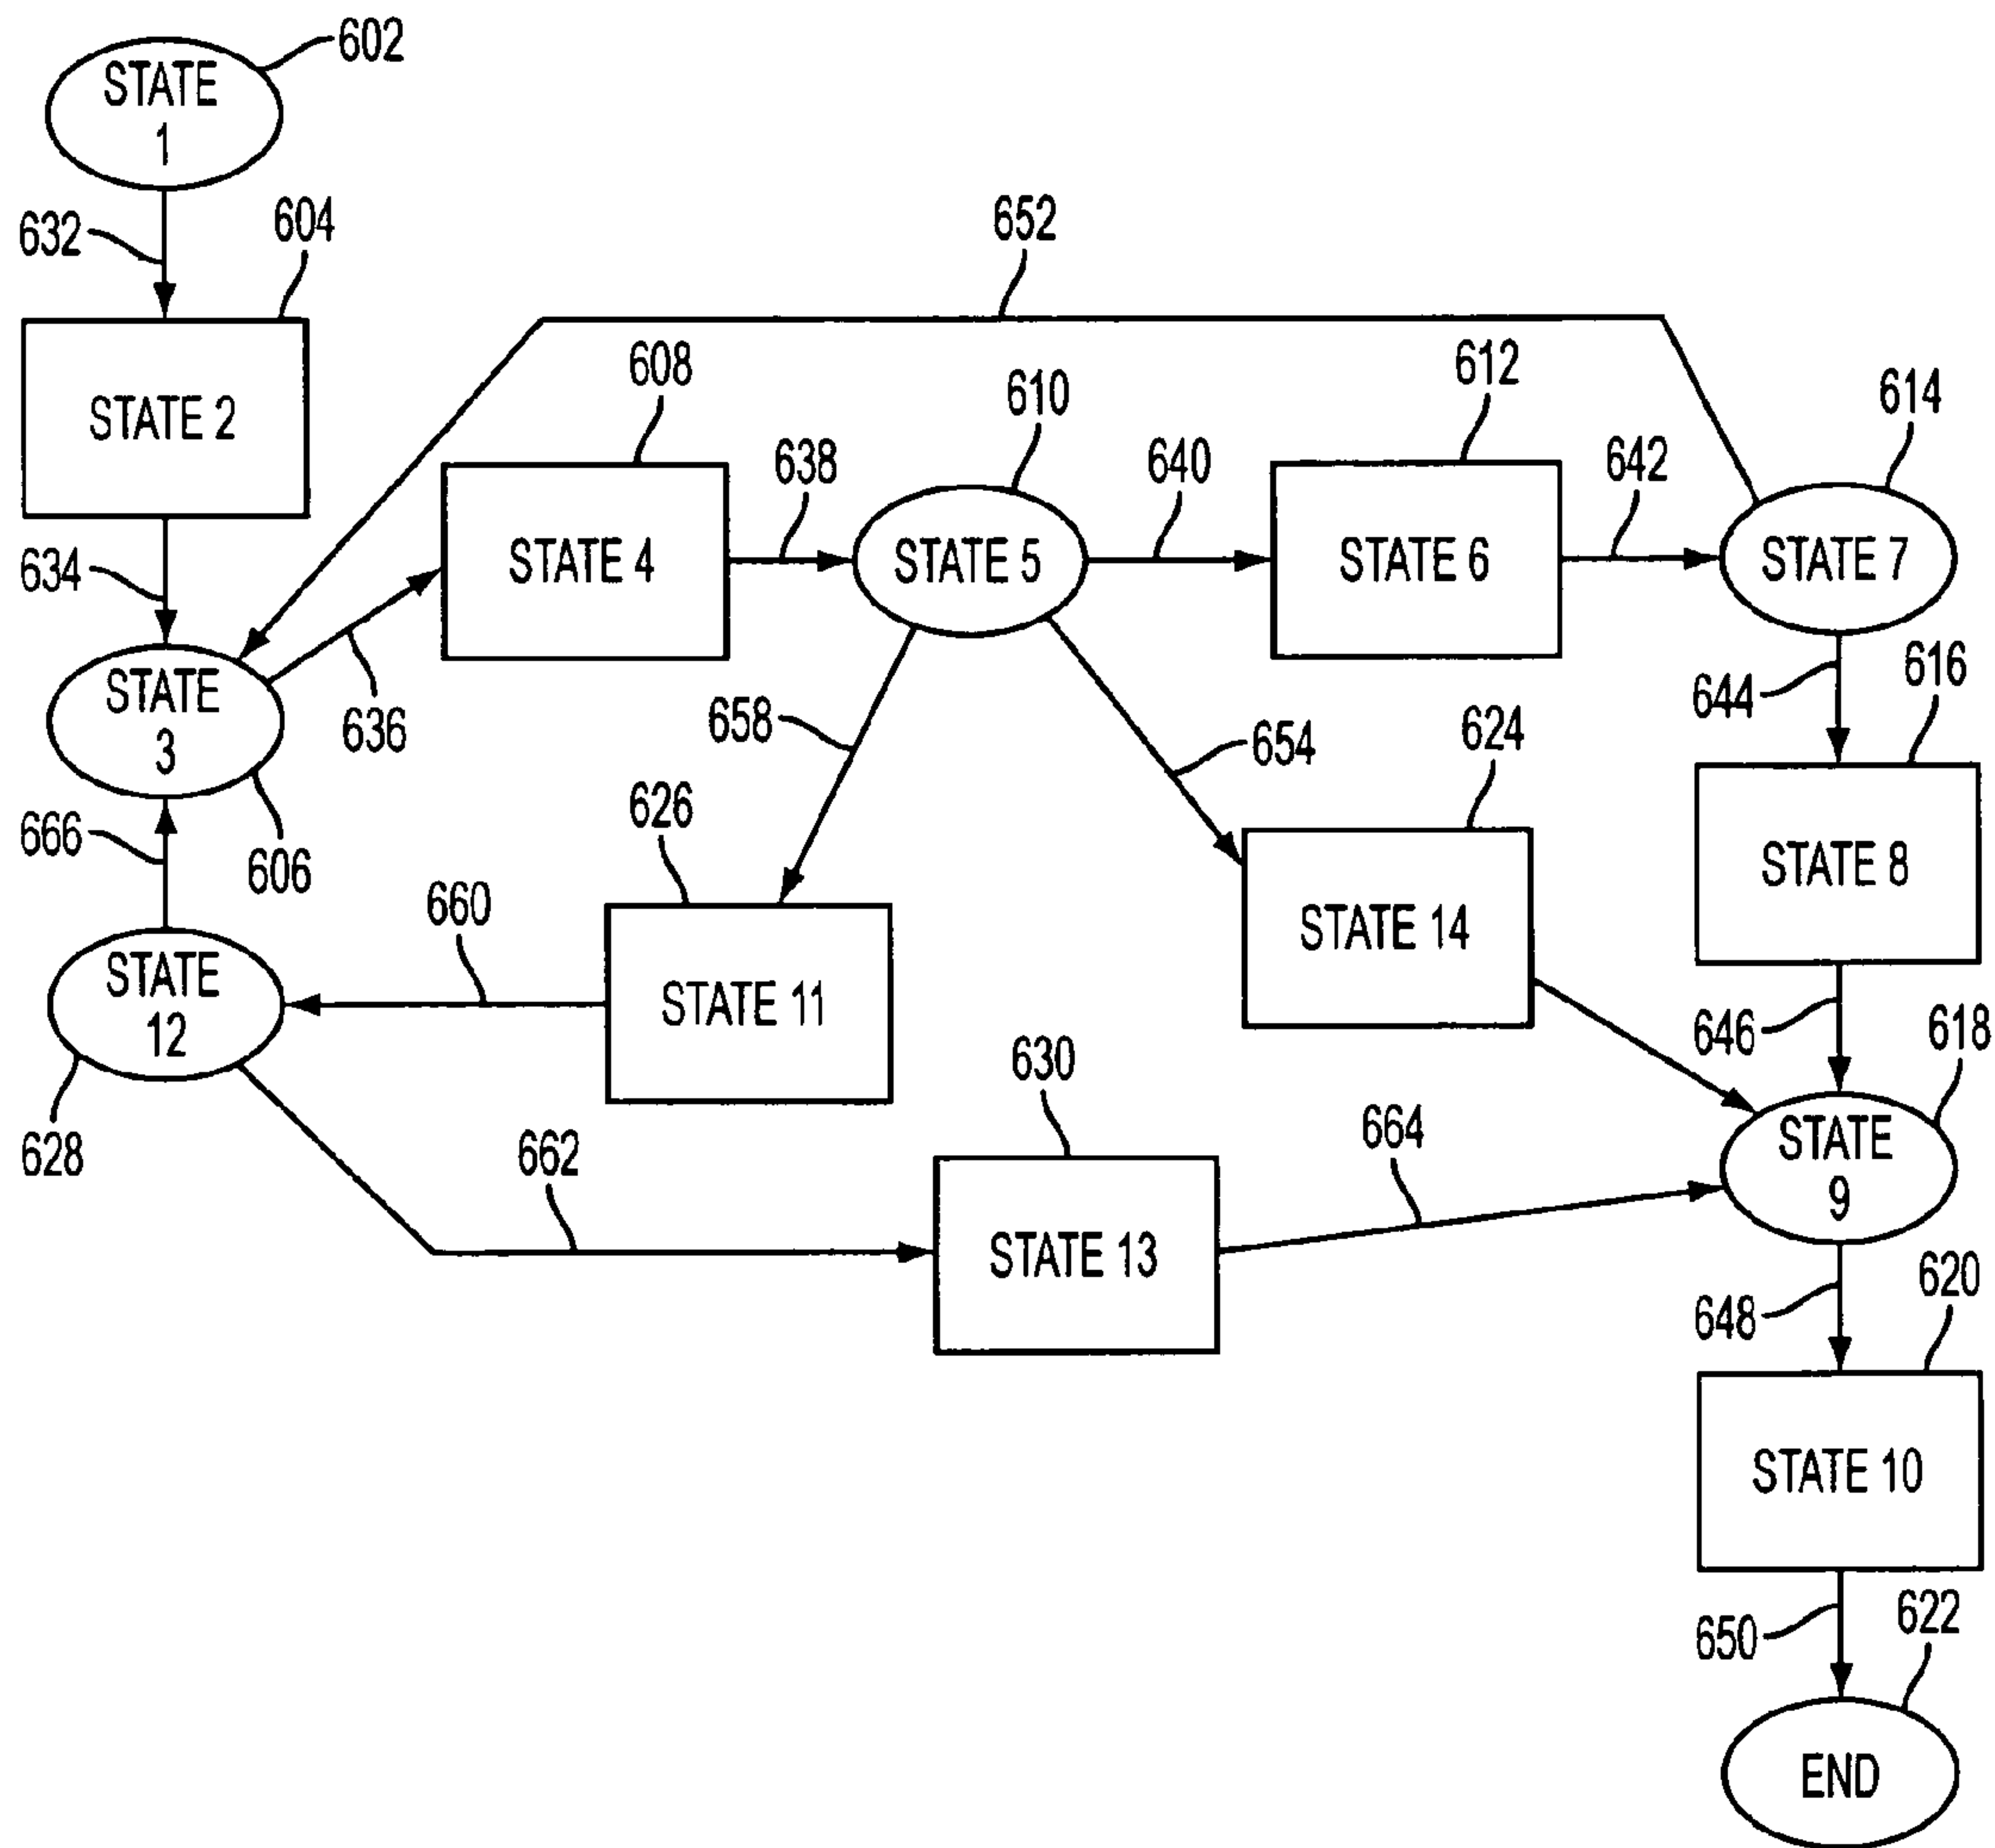 602
STATE
1
632
604
652
STATE 2
608
610
612
614
638
640
642
634
STATE 4
STATE 5
STATE 6
STATE 7
STATE
3
636
658
654
644
616
624
666
606
626
STATE 8
660
STATE 14
STATE
12
STATE 11
646
618
628
630
662
664
STATE
9
STATE 13
648
620
STATE 10
650
622
END